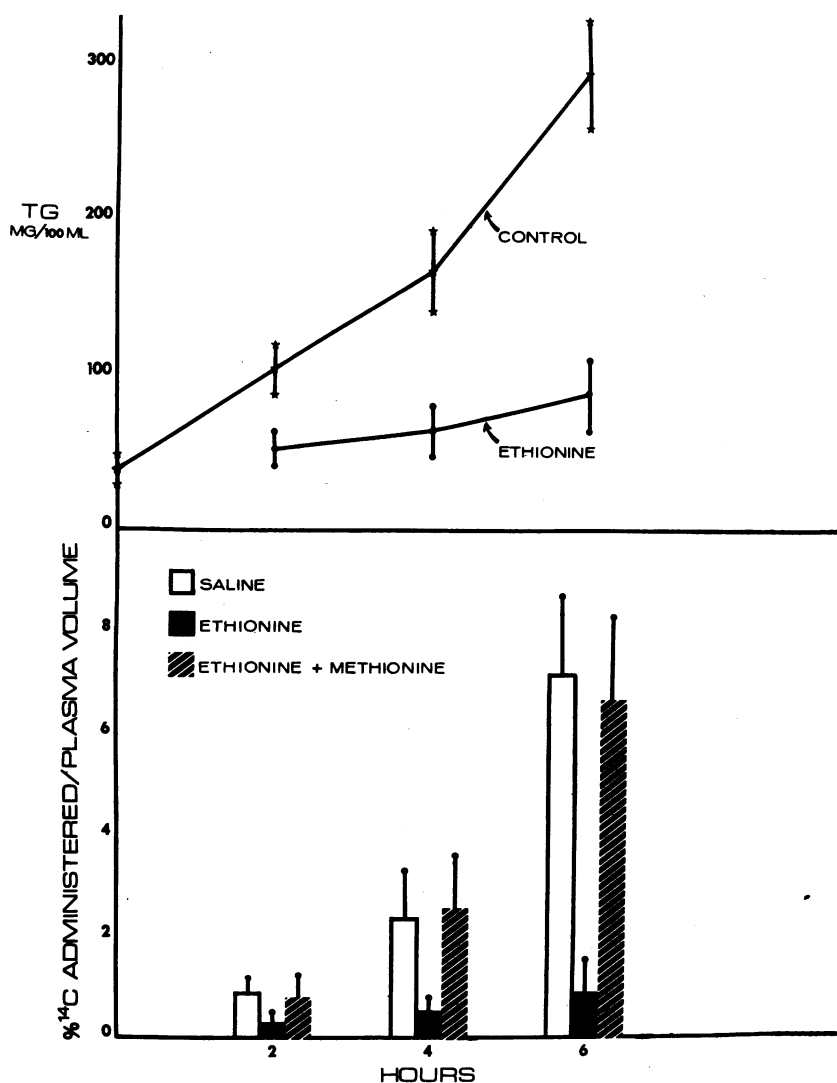 300
200
TG
MG/100 ML
CONTROL
100
ETHIONINE
0
%¹⁴C ADMINISTERED/PLASMA VOLUME
SALINE
ETHIONINE
ETHIONINE + METHIONINE
8
6
4
2
0
2 4 6
HOURS